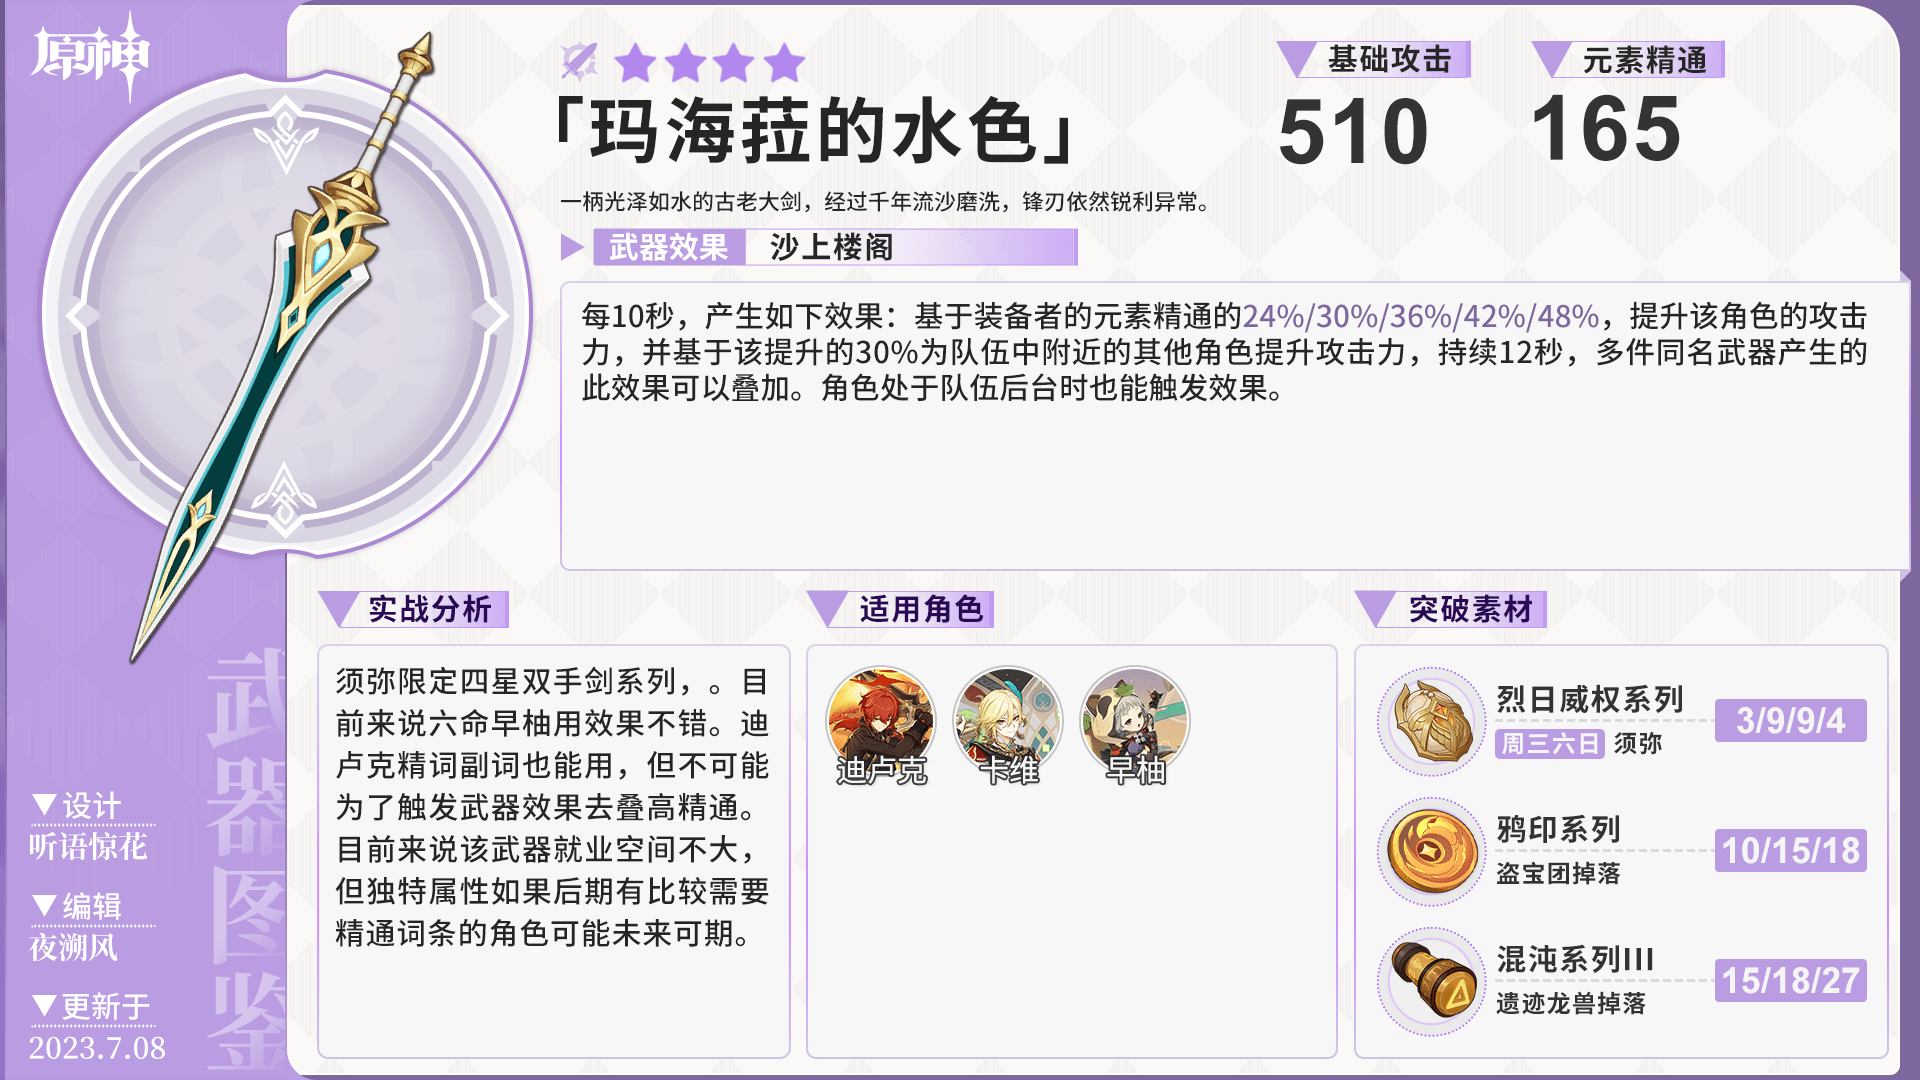 原神
「玛海菈的水色」
基础攻击
510
元素精通
165
一柄光泽如水的古老大剑，经过千年流沙磨洗，锋刃依然锐利异常。
武器效果 沙上楼阁
每10秒，产生如下效果：基于装备者的元素精通的24%/30%/36%/42%/48%，提升该角色的攻击
力，并基于该提升的30%为队伍中附近的其他角色提升攻击力，持续12秒，多件同名武器产生的
此效果可以叠加。角色处于队伍后台时也能触发效果。
实战分析
须弥限定四星双手剑系列，。目
前来说六命早柚用效果不错。迪
卢克精词副词也能用，但不可能
为了触发武器效果去叠高精通。
目前来说该武器就业空间不大，
但独特属性如果后期有比较需要
精通词条的角色可能未来可期。
适用角色
迪卢克
卡维
早柚
突破素材
烈日威权系列
周三六日 须弥
3/9/9/4
鸦印系列
盗宝团掉落
10/15/18
混沌系列III
遗迹龙兽掉落
15/18/27
武器图鉴
▼设计
听语惊花
▼编辑
夜溯风
▼更新于
2023.7.08